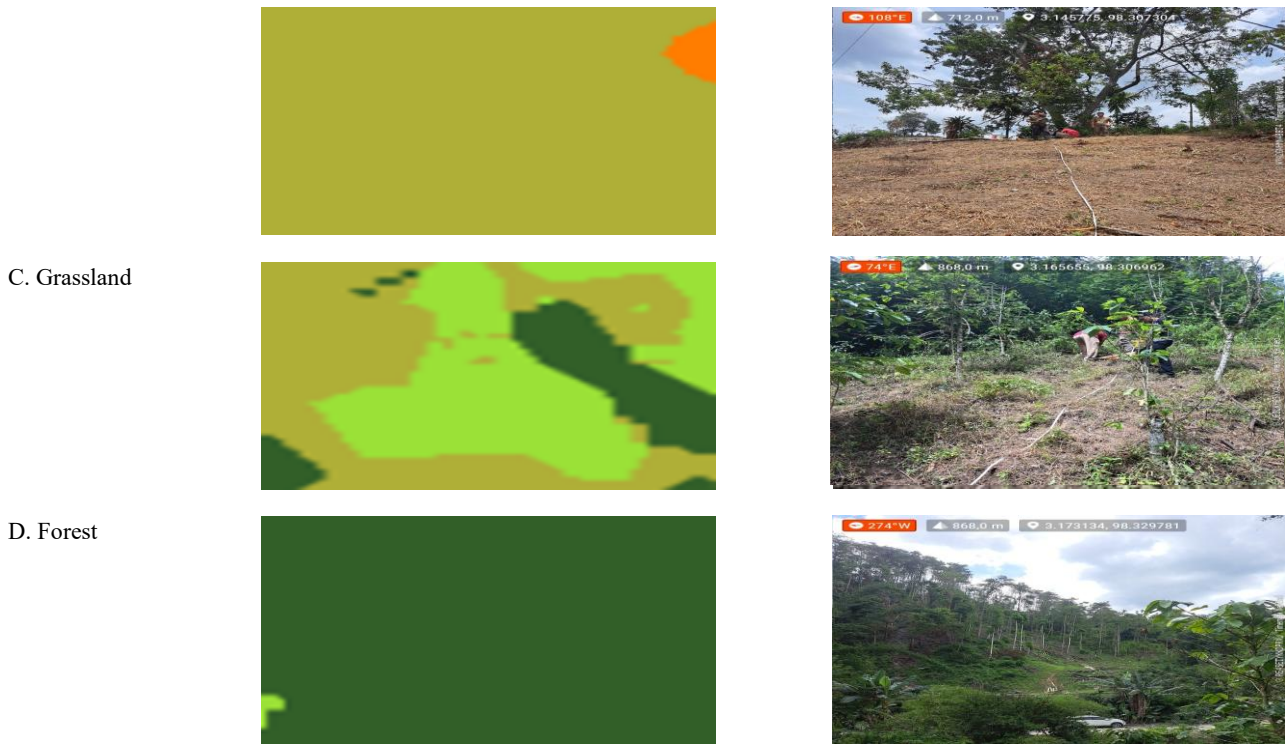 108°E 712,0 m 3.145775, 98.307304
C. Grassland
74°E 868,0 m 3.165655, 98.306962
D. Forest
274°W 868,0 m 3.173134, 98.329781